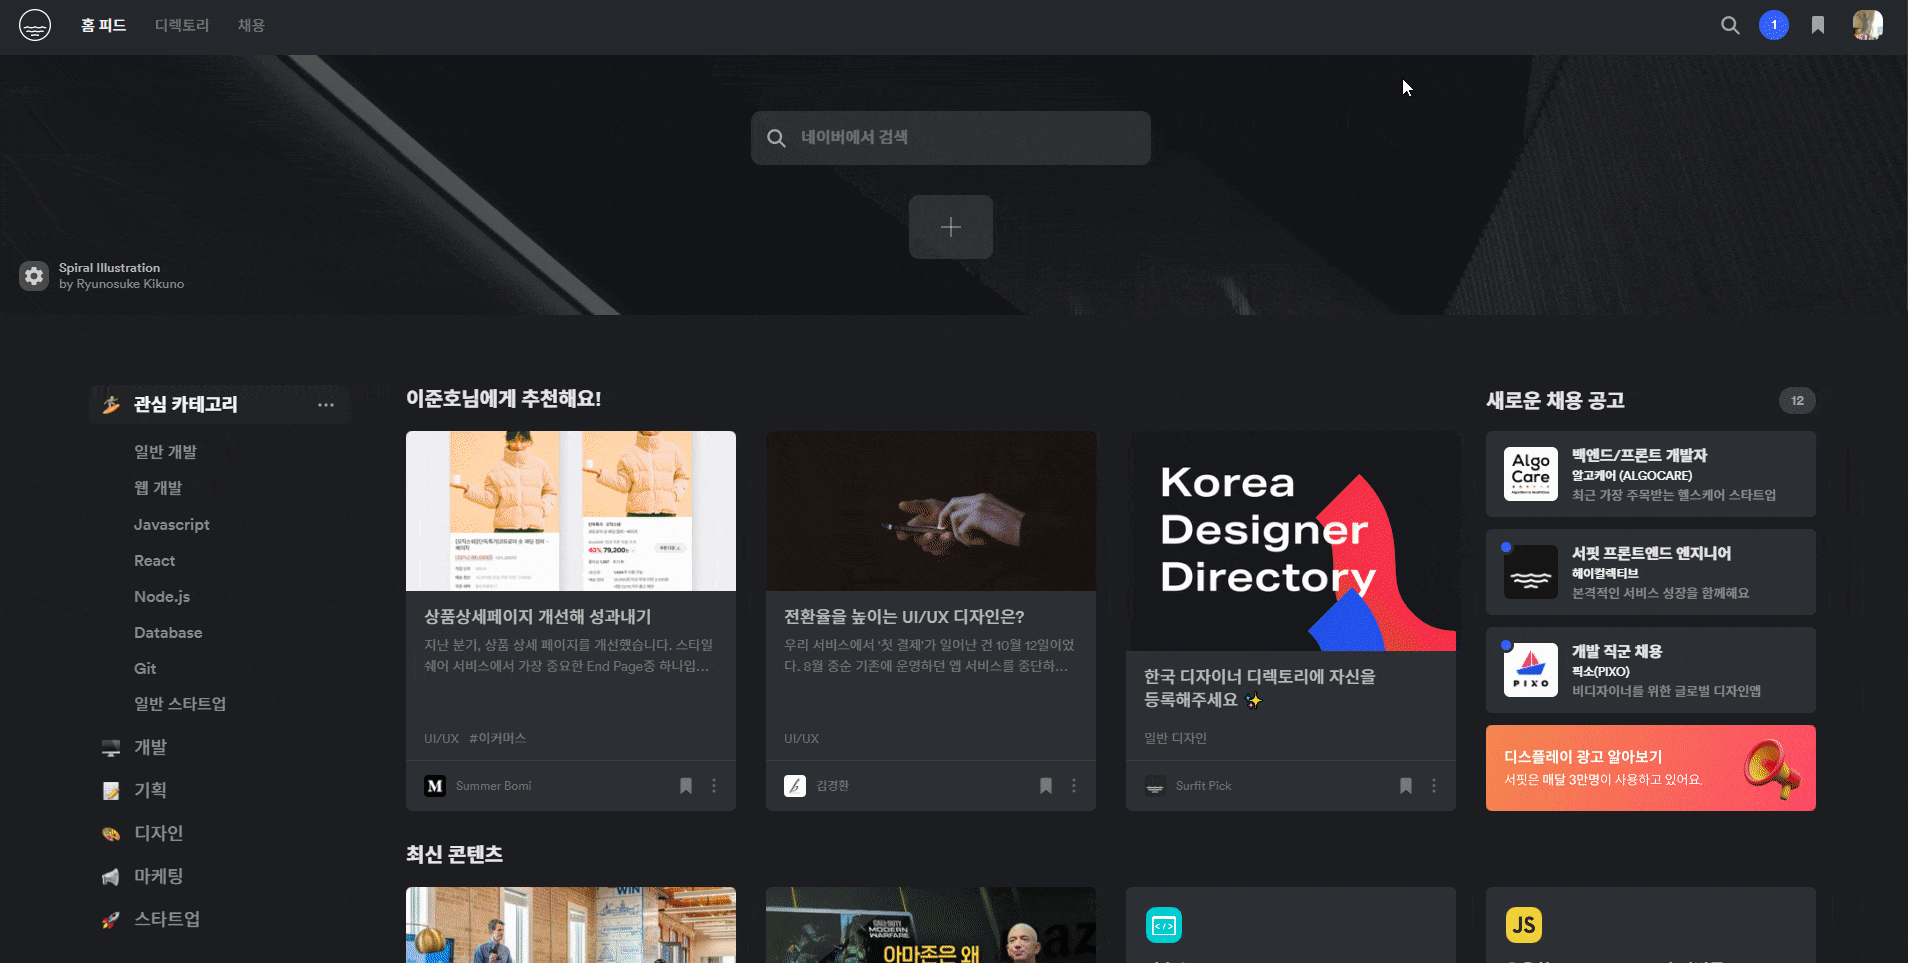 홈 피드
디렉토리
채용
1
네이버에서 검색
Spiral Illustration
by Ryunosuke Kikuno
관심 카테고리
일반 개발
웹 개발
Javascript
React
Node.js
Database
Git
일반 스타트업
개발
기획
디자인
마케팅
스타트업
이준호님에게 추천해요!
40% 79,200
상품상세페이지 개선해 성과내기
지난 분기, 상품 상세 페이지를 개선했습니다. 스타일
쉐어 서비스에서 가장 중요한 End Page중 하나입...
UI/UX #이커머스
M
Summer Bomi
전환율을 높이는 UI/UX 디자인은?
우리 서비스에서 '첫 결제'가 일어난 건 10월 12일이었
다. 8월 중순 기존에 운영하던 앱 서비스를 중단하...
UI/UX
b
김경환
Korea
Designer
Directory
한국 디자이너 디렉토리에 자신을
등록해주세요 ✨
일반 디자인
Surfit Pick
새로운 채용 공고
12
Algo
Care
백엔드/프론트 개발자
알고케어 (ALGOCARE)
최근 가장 주목받는 헬스케어 스타트업
서핏 프론트엔드 엔지니어
헤이컬렉티브
본격적인 서비스 성장을 함께해요
PIXO
개발 직군 채용
픽소(PIXO)
비디자이너를 위한 글로벌 디자인앱
디스플레이 광고 알아보기
서핏은 매달 3만명이 사용하고 있어요.
최신 콘텐츠
WIN
MODERN
WARFARE
아마존은 왜
az
</>
JS